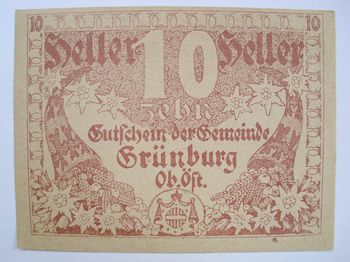 10 10
Heller 10 Heller
Zehn
Gutschein der Gemeinde
Grünburg
Ob. Öst.